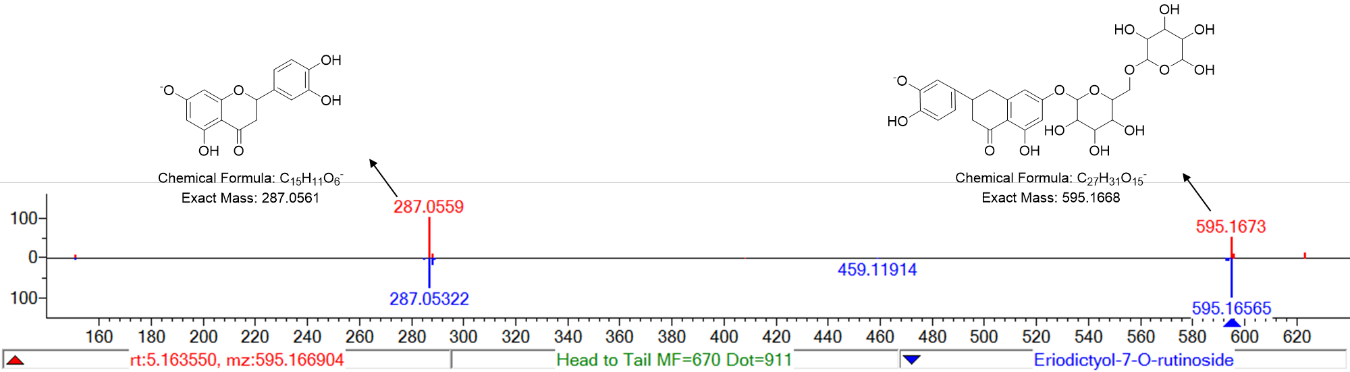 OH
HO
OH
OH
O
OH
O
OH
⁻O
O
OH
⁻O
O
O
HO
OH
OH
OH
O
O
OH
OH
OH
Chemical Formula: C₁₅H₁₁O₆⁻
Exact Mass: 287.0561
Chemical Formula: C₂₇H₃₁O₁₅⁻
Exact Mass: 595.1668
287.0559
595.1673
100
0
100
459.11914
287.05322
595.16565
160 180 200 220 240 260 280 300 320 340 360 380 400 420 440 460 480 500 520 540 560 580 600 620
rt:5.163550, mz:595.166904
Head to Tail MF=670 Dot=911
Eriodictyol-7-O-rutinoside